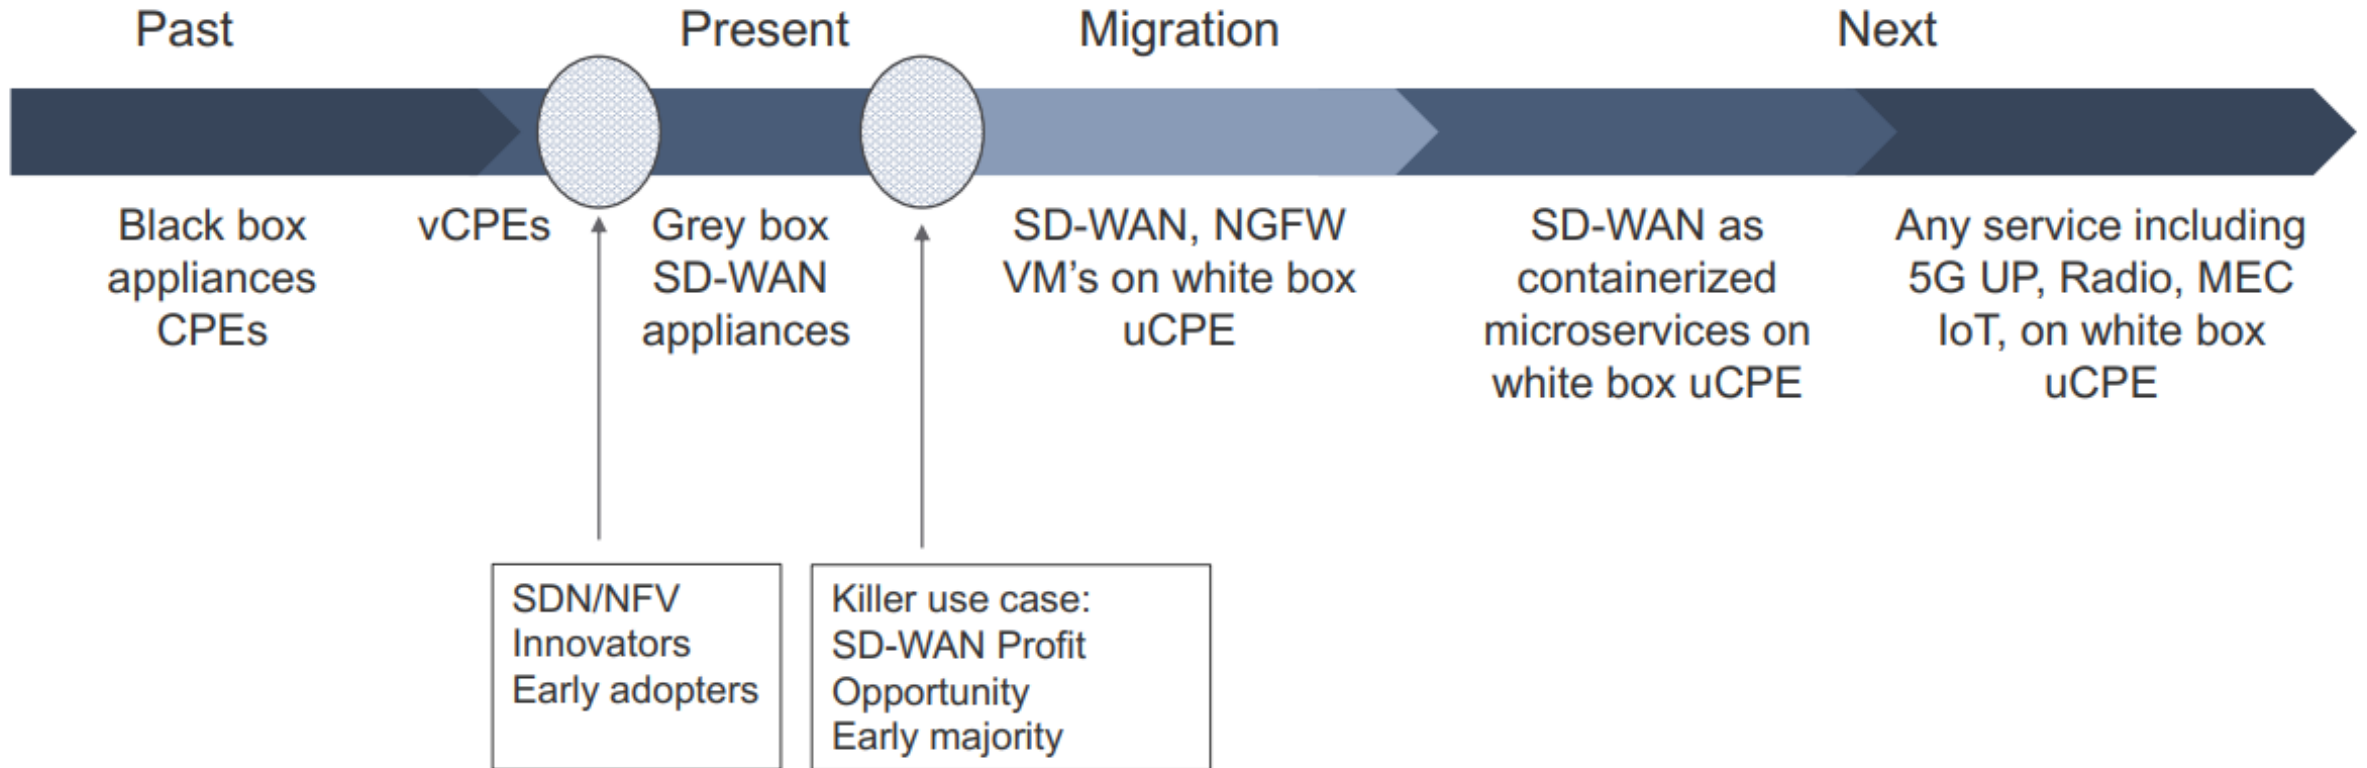 Past
Present
Migration
Next
Black box
appliances
CPEs
vCPEs
Grey box
SD-WAN
appliances
SD-WAN, NGFW
VM's on white box
uCPE
SD-WAN as
containerized
microservices on
white box uCPE
Any service including
5G UP, Radio, MEC
IoT, on white box
uCPE
SDN/NFV
Innovators
Early adopters
Killer use case:
SD-WAN Profit
Opportunity
Early majority